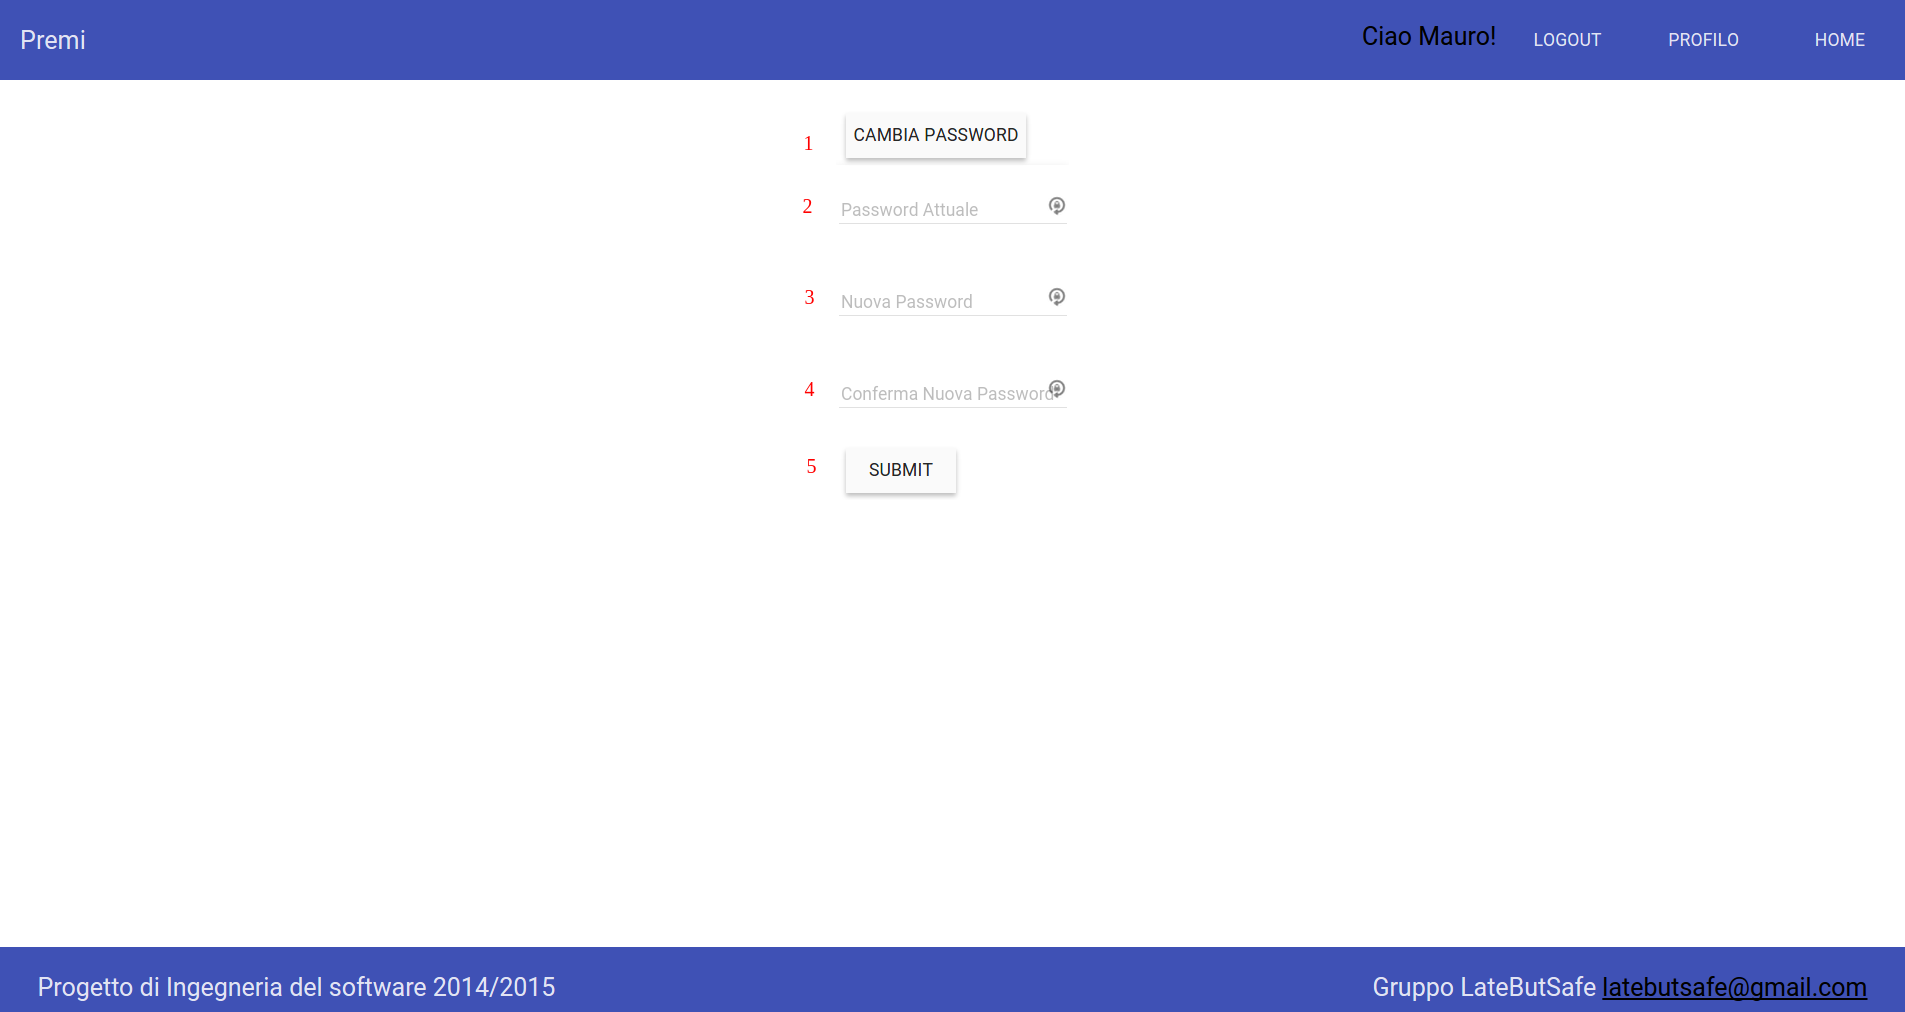 Premi
Ciao Mauro! LOGOUT PROFILO HOME
1 CAMBIA PASSWORD
2 Password Attuale
3 Nuova Password
4 Conferma Nuova Password
5 SUBMIT
Progetto di Ingegneria del software 2014/2015
Gruppo LateButSafe latebutsafe@gmail.com